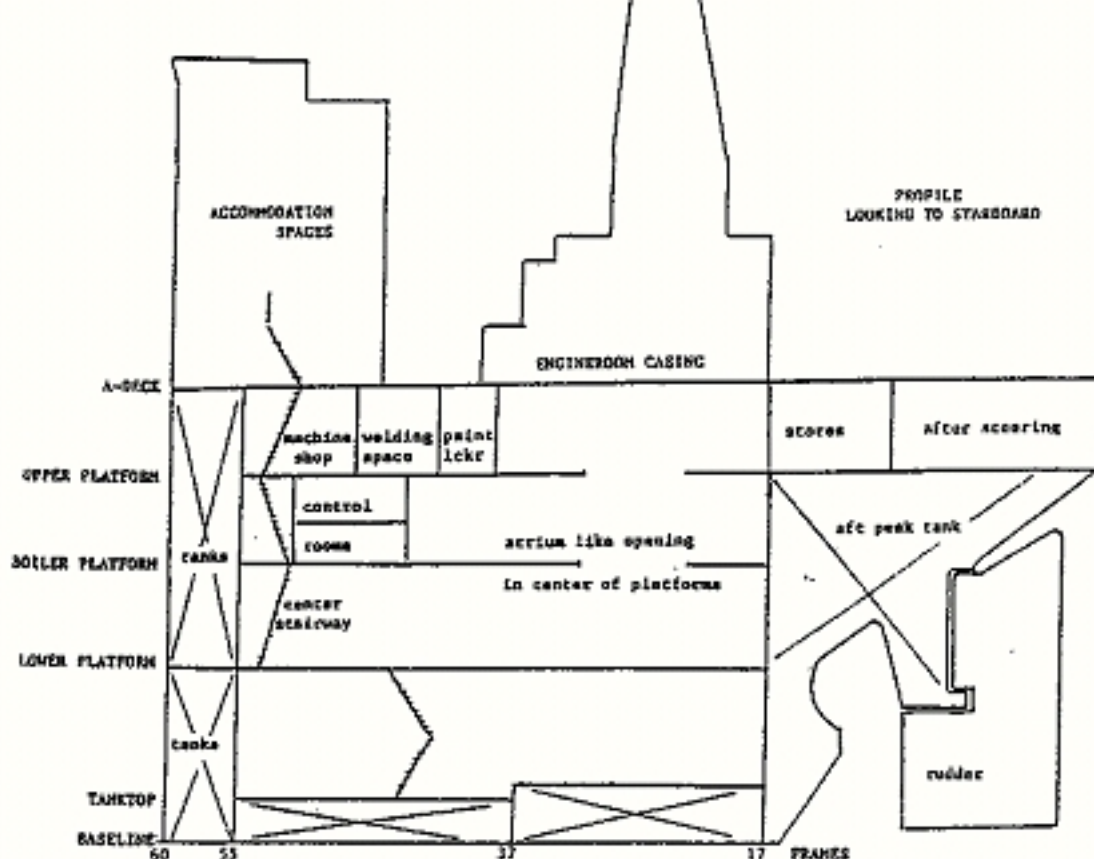 ACCOMMODATION
SPACES
PROFILE
LOOKING TO STARBOARD
ENGINEROOM CASING
A-DECK
machine
shop
welding
space
paint
lckr
stores
after steering
UPPER PLATFORM
control
rooms
aft peak tank
tanks
atrium like opening
BOILER PLATFORM
in center of platforms
center
stairway
LOWER PLATFORM
tanks
rudder
TANKTOP
BASELINE
60 53 37 17 FRAMES